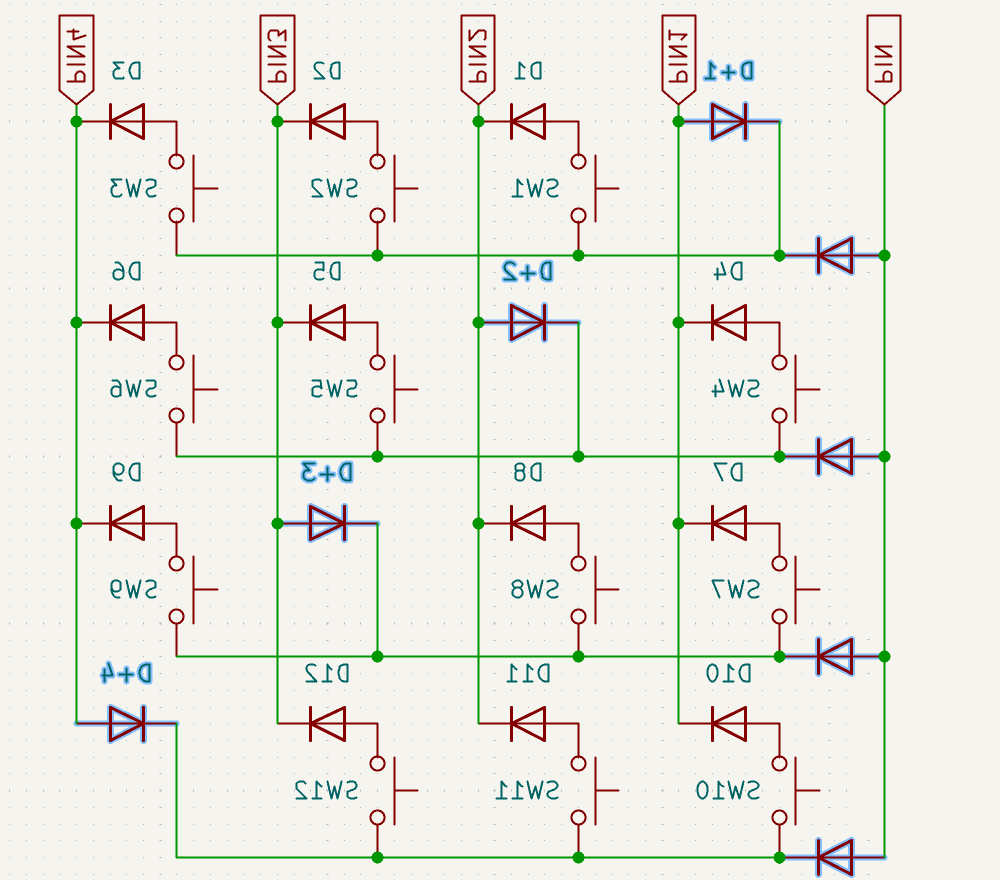 PIN4 PIN3 PIN2 PIN1 PIN
D3 D2 D1 D+1
SW3 SW2 SW1
D6 D5 D+2 D4
SW6 SW5 SW4
D9 D+3 D8 D7
SW9 SW8 SW7
D+4 D12 D11 D10
SW12 SW11 SW10